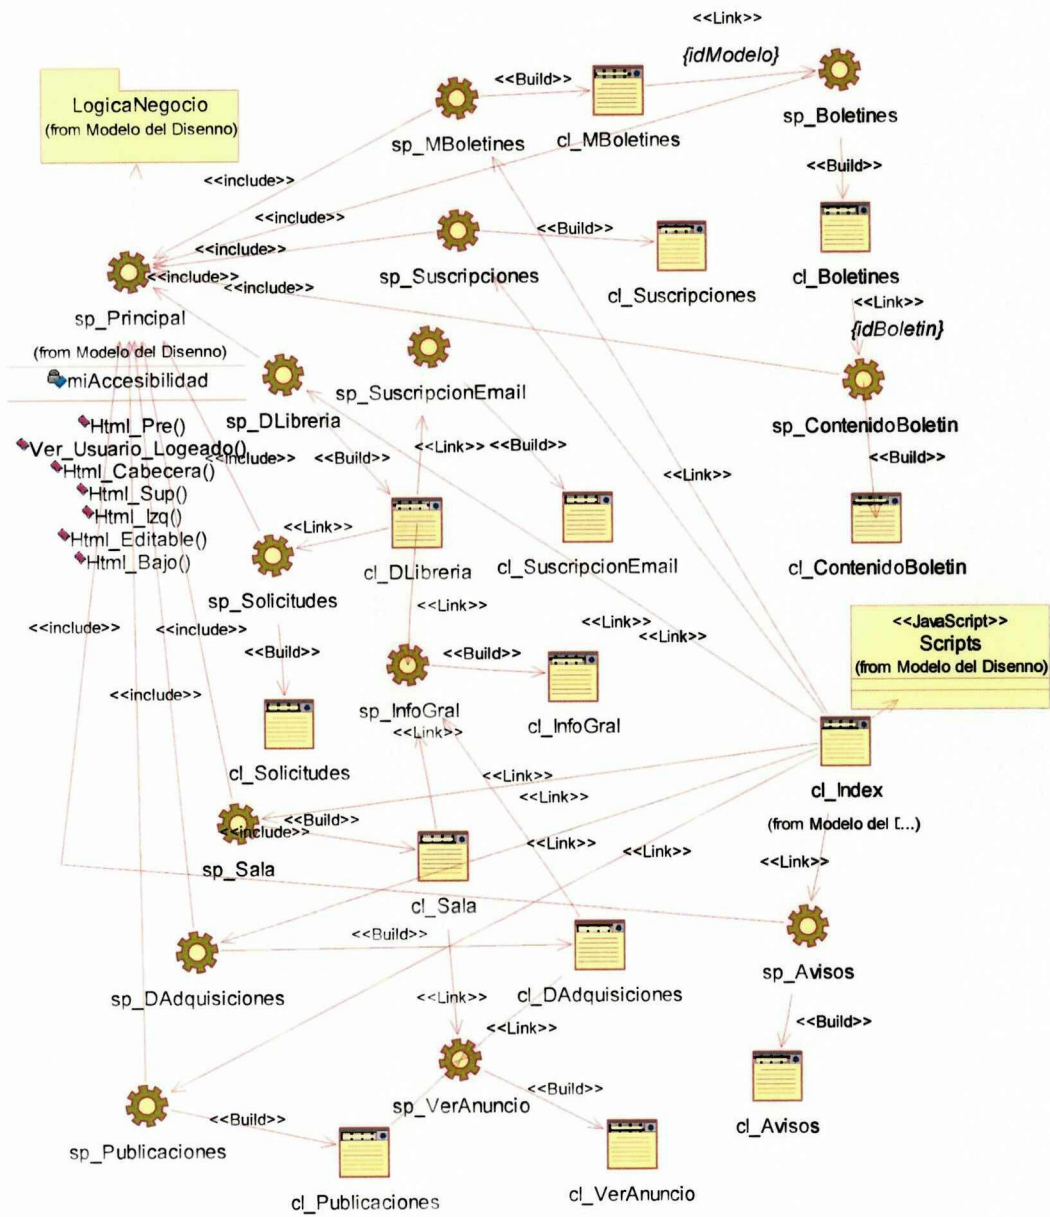 <<Link>>
{idModelo}
<<Build>>
LogicaNegocio
(from Modelo del Disenno)
sp_MBoletines
cl_MBoletines
sp_Boletines
<<include>>
<<Build>>
<<include>>
<<include>>
<<Build>>
<<include>>
<<include>>
sp_Suscripciones
cl_Suscripciones
cl_Boletines
<<Link>>
{idBoletin}
sp_Principal
(from Modelo del Disenno)
miAccesibilidad
Html_Pre()
Ver_Usuario_Logeado()
Html_Cabecera()
Html_Sup()
Html_Izq()
Html_Editable()
Html_Bajo()
sp_DLibreria
sp_SuscripcionEmail
sp_ContenidoBoletin
<<include>>
<<Build>>
<<Link>>
<<Build>>
<<Build>>
<<Link>>
<<Link>>
cl_DLibreria
cl_SuscripcionEmail
cl_ContenidoBoletin
sp_Solicitudes
<<Link>>
<<Link>>
<<Link>>
<<JavaScript>>
Scripts
(from Modelo del Disenno)
<<include>>
<<include>>
<<Build>>
<<Build>>
<<include>>
sp_InfoGral
cl_InfoGral
<<Link>>
cl_Solicitudes
<<Link>>
cl_Index
(from Modelo del [...)
<<Link>>
<<Build>>
<<include>>
<<Link>>
<<Link>>
<<Link>>
sp_Sala
cl_Sala
<<Build>>
sp_DAdquisiciones
cl_DAdquisiciones
sp_Avisos
<<Link>>
<<Link>>
<<Build>>
<<Build>>
sp_VerAnuncio
<<Build>>
sp_Publicaciones
cl_Avisos
cl_Publicaciones
cl_VerAnuncio